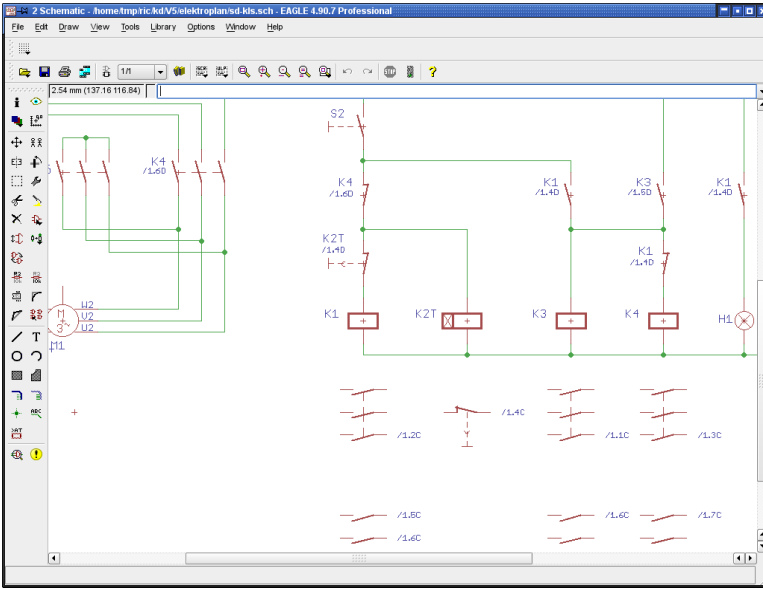 2 Schematic - /home/tmp/ric/kd/V5/elektroplan/sd-kls.sch - EAGLE 4.90.7 Professional
File Edit Draw View Tools Library Options Window Help
1/1
2.54 mm (137.16 116.84)
S2
K4
/1.6D
K4
/1.6D
K1
/1.4D
K3
/1.5D
K1
/1.4D
K2T
/1.4D
K1
/1.4D
W2
V2
U2
M
3~
M1
K1
K2T
K3
K4
H1
/1.4C
/1.2C
/1.1C
/1.3C
/1.5C
/1.6C
/1.7C
/1.6C